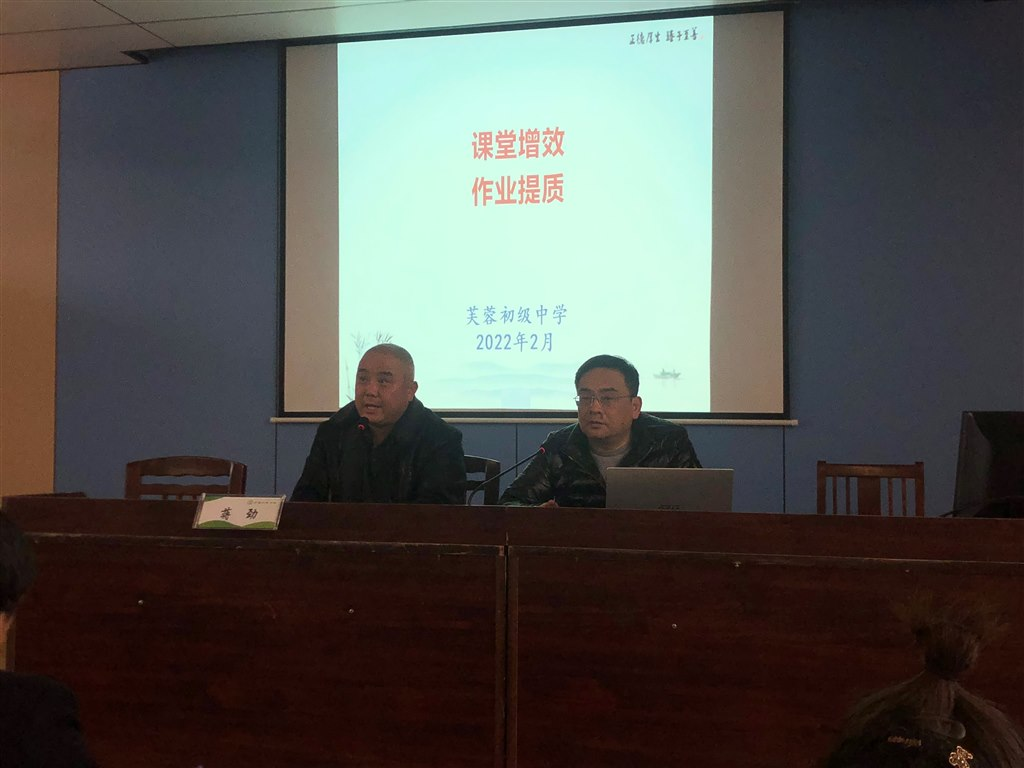 正德厚生 臻于至善
课堂增效
作业提质
芙蓉初级中学
2022年2月
蒋 劲